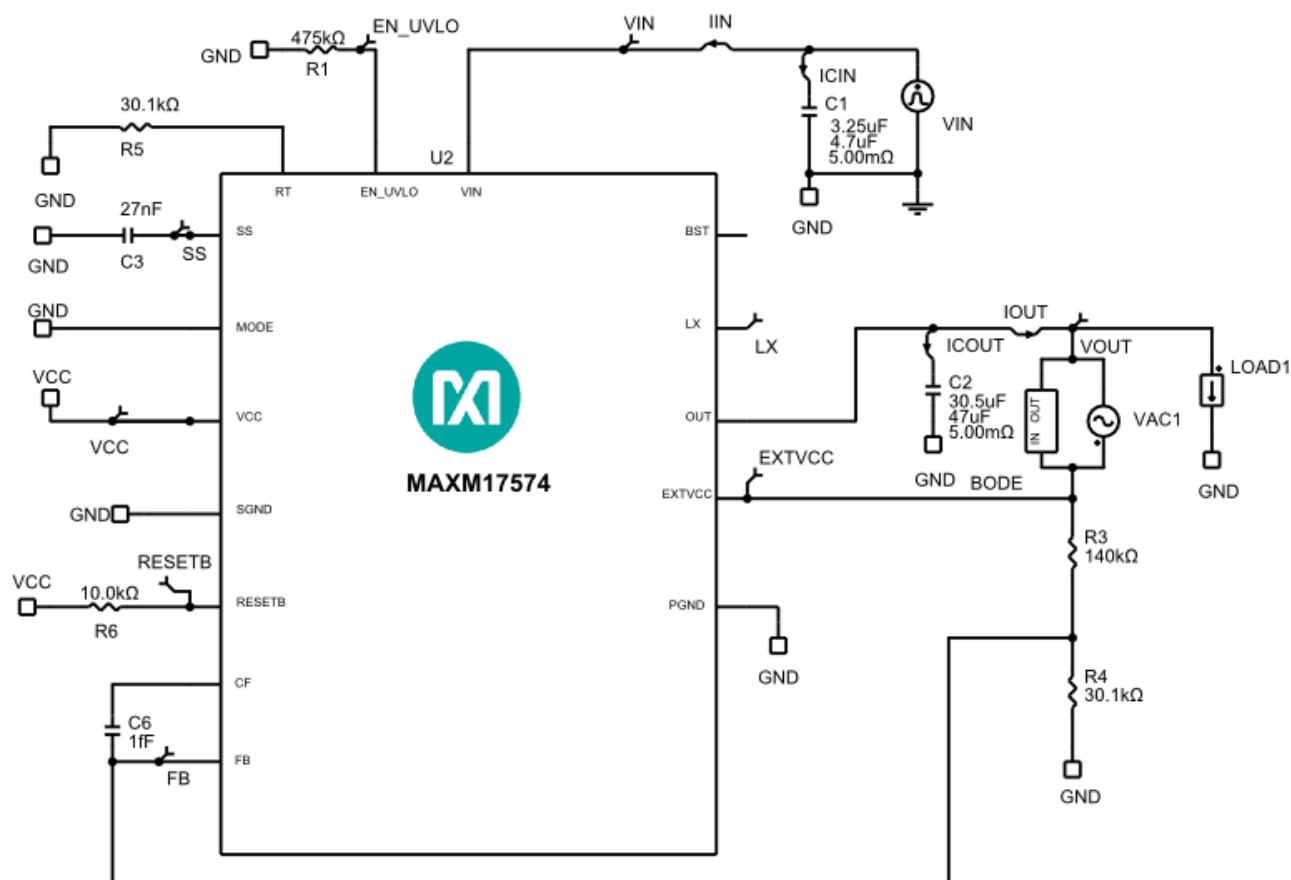 EN_UVLO
VIN
IIN
475kΩ
GND
R1
ICIN
C1
3.25uF
4.7uF
5.00mΩ
VIN
30.1kΩ
R5
U2
RT
EN_UVLO
VIN
GND
GND
27nF
SS
BST
GND
C3
SS
GND
MODE
LX
LX
IOUT
ICOUT
VOUT
LOAD1
VCC
C2
30.5uF
47uF
5.00mΩ
IN OUT
VAC1
VCC
VCC
OUT
EXTVCC
MAXM17574
GND
BODE
GND
EXTVCC
GND
SGND
R3
140kΩ
RESETB
VCC
10.0kΩ
RESETB
PGND
R6
GND
CF
R4
30.1kΩ
C6
1fF
FB
FB
GND